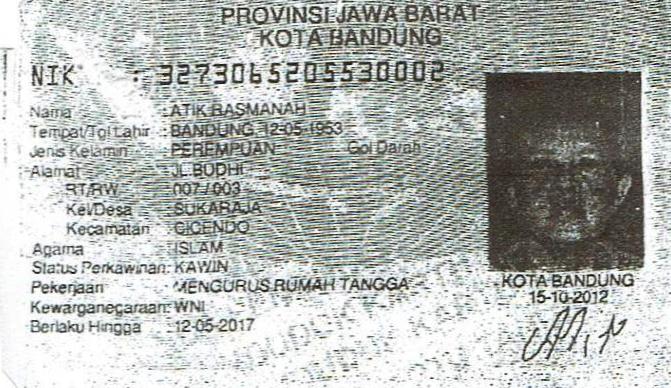 PROVINSI JAWA BARAT
KOTA BANDUNG
NIK : 3273065205530002
Nama : ATIK RASMANAH
Tempat/Tgl Lahir : BANDUNG, 12-05-1953
Jenis Kelamin : PEREMPUAN Gol Darah
Alamat : JL.BUDHI
RT/RW : 007 / 003
Kel/Desa : SUKARAJA
Kecamatan : CICENDO
Agama : ISLAM
Status Perkawinan: KAWIN
Pekerjaan : MENGURUS RUMAH TANGGA
Kewarganegaraan: WNI
Berlaku Hingga : 12-05-2017
KOTA BANDUNG
15-10-2012